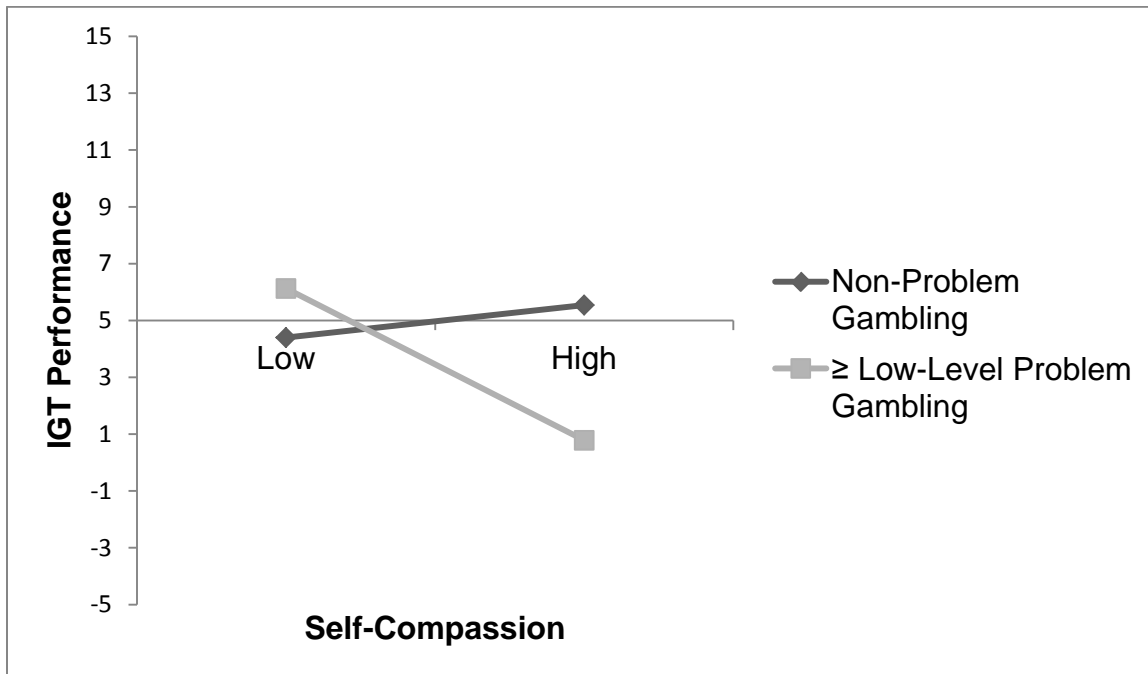 15
13
11
9
7
5
3
1
-1
-3
-5
IGT Performance
Low
High
Self-Compassion
Non-Problem
Gambling
≥ Low-Level Problem
Gambling